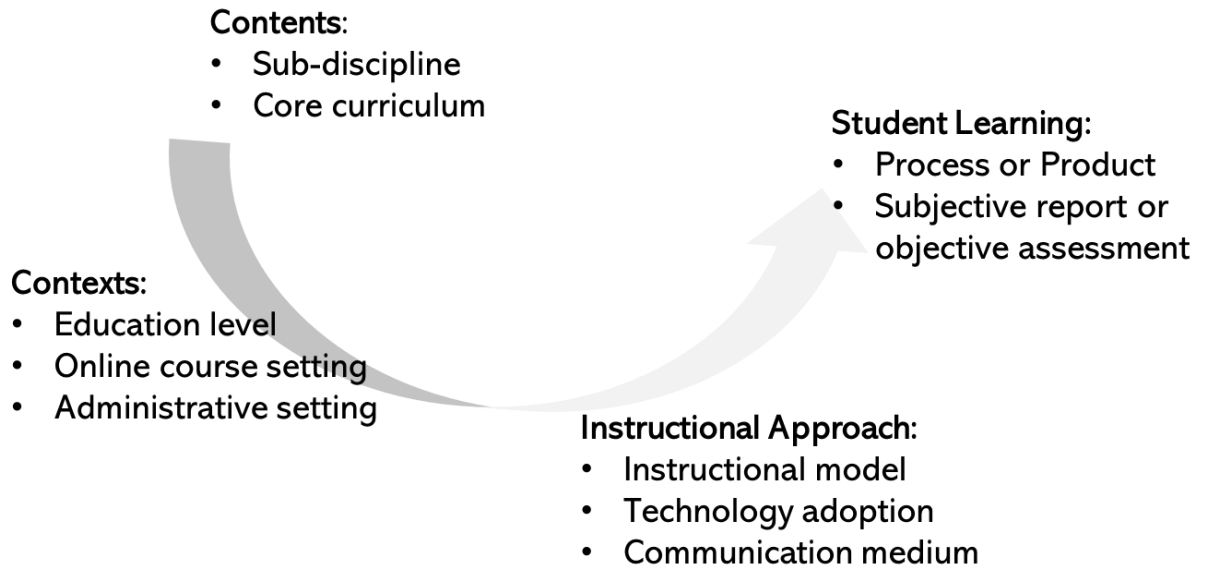 Contents:
• Sub-discipline
• Core curriculum
Student Learning:
• Process or Product
• Subjective report or
objective assessment
Contexts:
• Education level
• Online course setting
• Administrative setting
Instructional Approach:
• Instructional model
• Technology adoption
• Communication medium